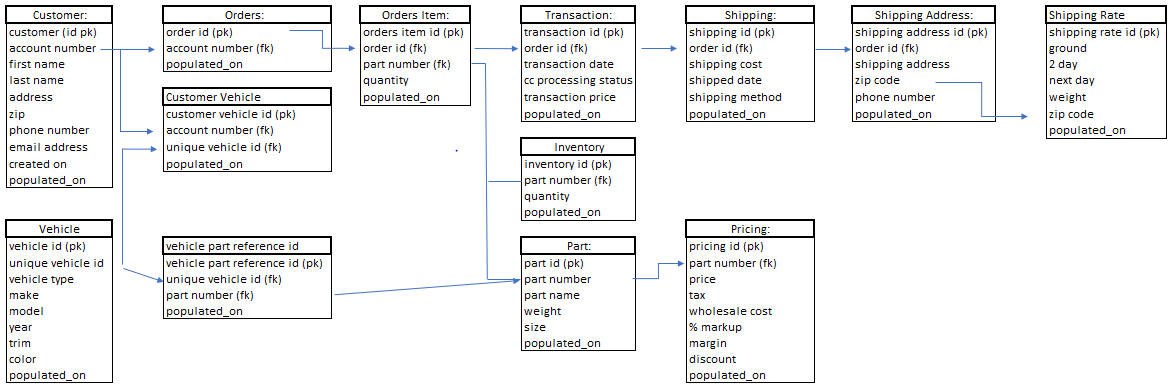 Customer:
customer (id pk)
account number
first name
last name
address
zip
phone number
email address
created on
populated_on
Orders:
order id (pk)
account number (fk)
populated_on
Customer Vehicle
customer vehicle id (pk)
account number (fk)
unique vehicle id (fk)
populated_on
Orders Item:
orders item id (pk)
order id (fk)
part number (fk)
quantity
populated_on
Transaction:
transaction id (pk)
order id (fk)
transaction date
cc processing status
transaction price
populated_on
Shipping:
shipping id (pk)
order id (fk)
shipping cost
shipped date
shipping method
populated_on
Shipping Address:
shipping address id (pk)
order id (fk)
shipping address
zip code
phone number
populated_on
Shipping Rate
shipping rate id (pk)
ground
2 day
next day
weight
zip code
populated_on
Inventory
inventory id (pk)
part number (fk)
quantity
populated_on
Vehicle
vehicle id (pk)
unique vehicle id
vehicle type
make
model
year
trim
color
populated_on
vehicle part reference id
vehicle part reference id (pk)
unique vehicle id (fk)
part number (fk)
populated_on
Part:
part id (pk)
part number
part name
weight
size
populated_on
Pricing:
pricing id (pk)
part number (fk)
price
tax
wholesale cost
% markup
margin
discount
populated_on